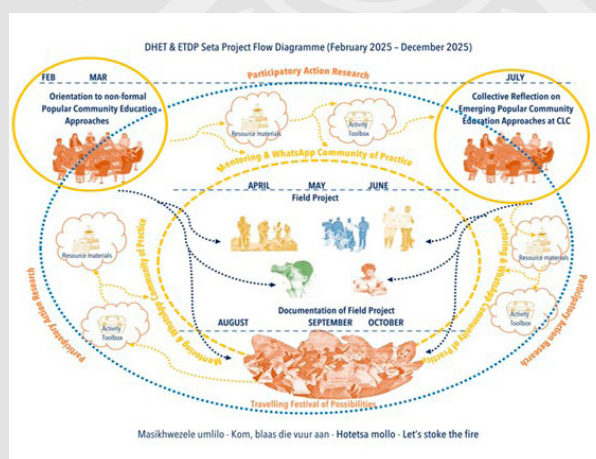 DHET & ETDP Seta Project Flow Diagramme (February 2025 – December 2025)
FEB MAR
JULY
Participatory Action Research
Orientation to non-formal
Popular Community Education
Approaches
Collective Reflection on
Emerging Popular Community
Education Approaches at CLC
Resource materials
Activity
Toolbox
Mentoring & WhatsApp Community of Practice
APRIL MAY JUNE
Field Project
Mentoring & WhatsApp Community of Practice
Mentoring WhatsApp Community of Practice
Resource materials
Resource materials
Activity
Toolbox
Activity
Toolbox
Participatory Action Research
Participatory Action Research
Documentation of Field Project
AUGUST SEPTEMBER OCTOBER
Travelling Festival of Possibilities
Masikhwezele umlilo - Kom, blaas die vuur aan - Hotetsa mollo - Let's stoke the fire